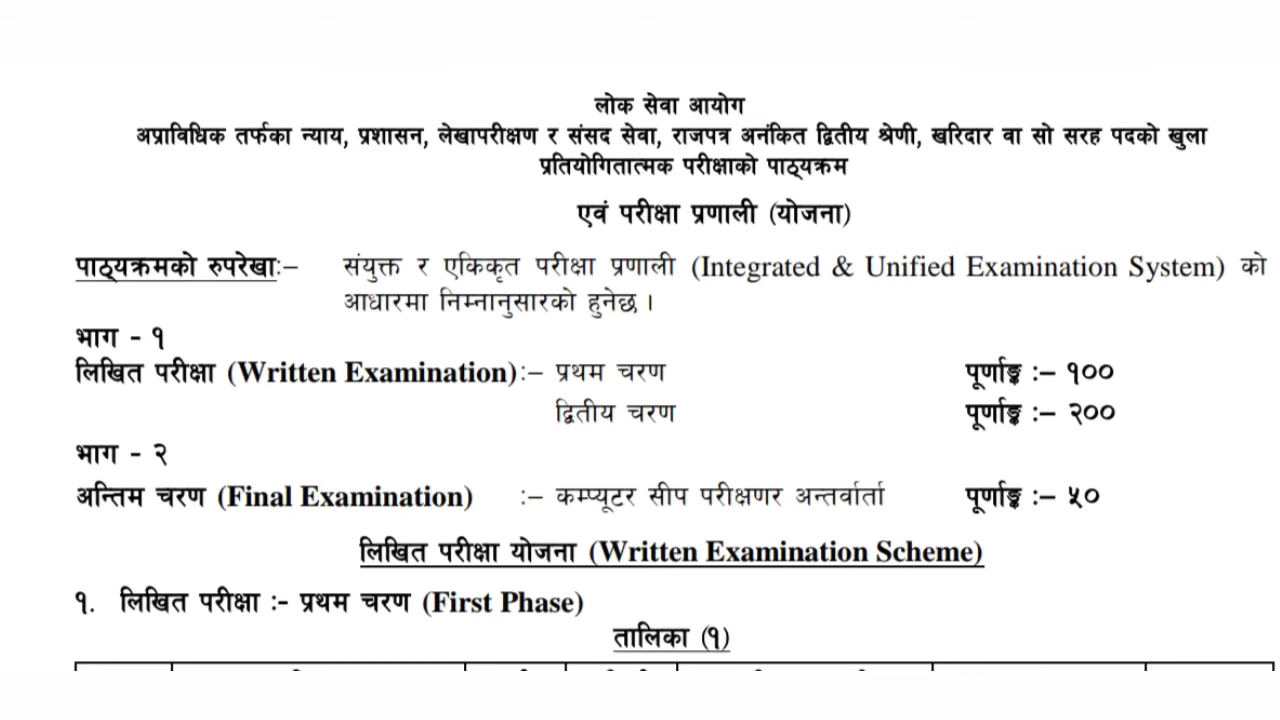 लोक सेवा आयोग
अप्राविधिक तर्फका न्याय, प्रशासन, लेखापरीक्षण र संसद सेवा, राजपत्र अनंकित द्वितीय श्रेणी, खरिदार वा सो सरह पदको खुला
प्रतियोगितात्मक परीक्षाको पाठ्यक्रम
एवं परीक्षा प्रणाली (योजना)
पाठ्यक्रमको रुपरेखाः– संयुक्त र एकिकृत परीक्षा प्रणाली (Integrated & Unified Examination System) को
आधारमा निम्नानुसारको हुनेछ ।
भाग - १
लिखित परीक्षा (Written Examination)ः– प्रथम चरण पूर्णाङ्क :– १००
द्वितीय चरण पूर्णाङ्क :– २००
भाग - २
अन्तिम चरण (Final Examination) :– कम्प्यूटर सीप परीक्षणर अन्तर्वार्ता पूर्णाङ्क :– ५०
लिखित परीक्षा योजना (Written Examination Scheme)
१. लिखित परीक्षा :- प्रथम चरण (First Phase)
तालिका (१)